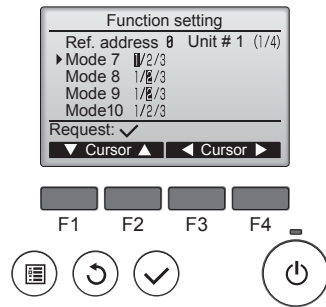 Function setting
Ref. address 0 Unit # 1 (1/4)
Mode 7 1/2/3
Mode 8 1/2/3
Mode 9 1/2/3
Mode10 1/2/3
Request: ✓
▼ Cursor ▲ ◀ Cursor ▶
F1 F2 F3 F4